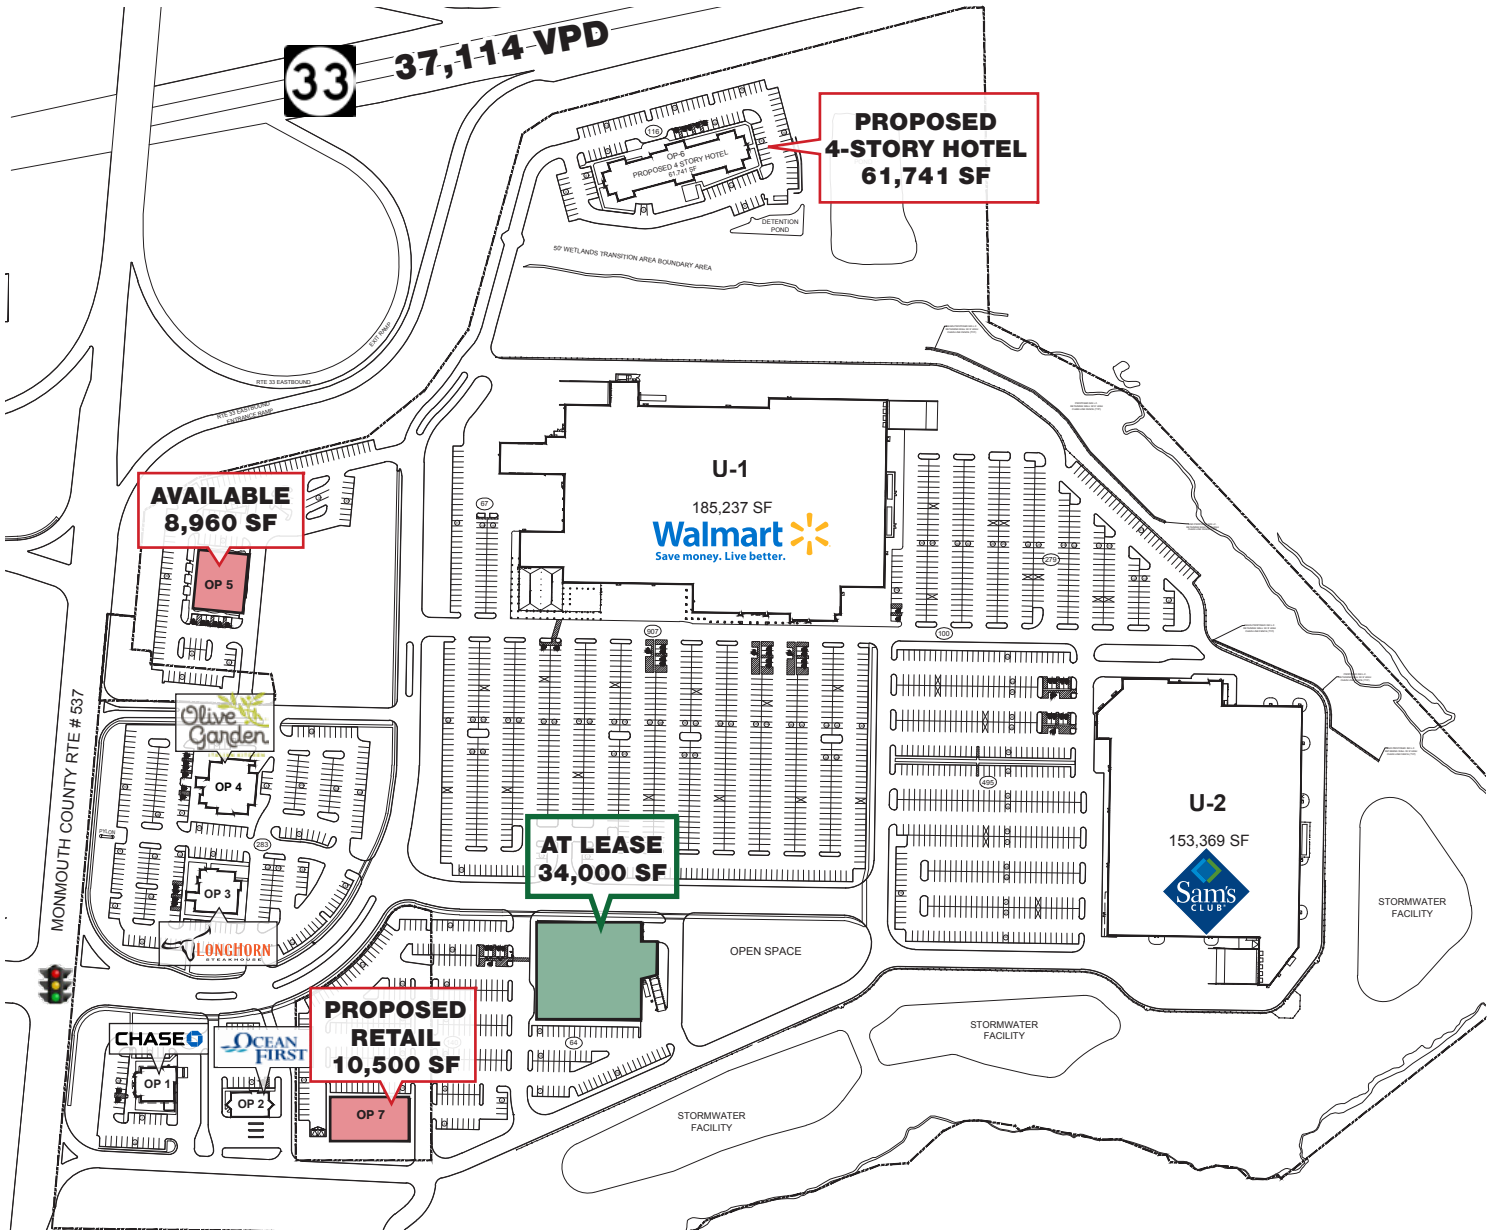 33
37,114 VPD
PROPOSED
4-STORY HOTEL
61,741 SF
116
OP-6
PROPOSED 4 STORY HOTEL
61,741 SF
DETENTION
POND
50' WETLANDS TRANSITION AREA BOUNDARY AREA
EXIT RAMP
RTE 33 EASTBOUND
RTE 33 EASTBOUND
ENTRANCE RAMP
AVAILABLE
8,960 SF
OP 5
U-1
185,237 SF
Walmart
Save money. Live better.
67
279
907
100
MONMOUTH COUNTY RTE # 537
Olive
Garden
OP 4
PYLON
283
OP 3
LONGHORN
STEAKHOUSE
495
U-2
153,369 SF
Sam's
CLUB
AT LEASE
34,000 SF
OPEN SPACE
STORMWATER
FACILITY
STORMWATER
FACILITY
STORMWATER
FACILITY
CHASE
OCEAN
FIRST
PROPOSED
RETAIL
10,500 SF
64
OP 1
OP 2
OP 7